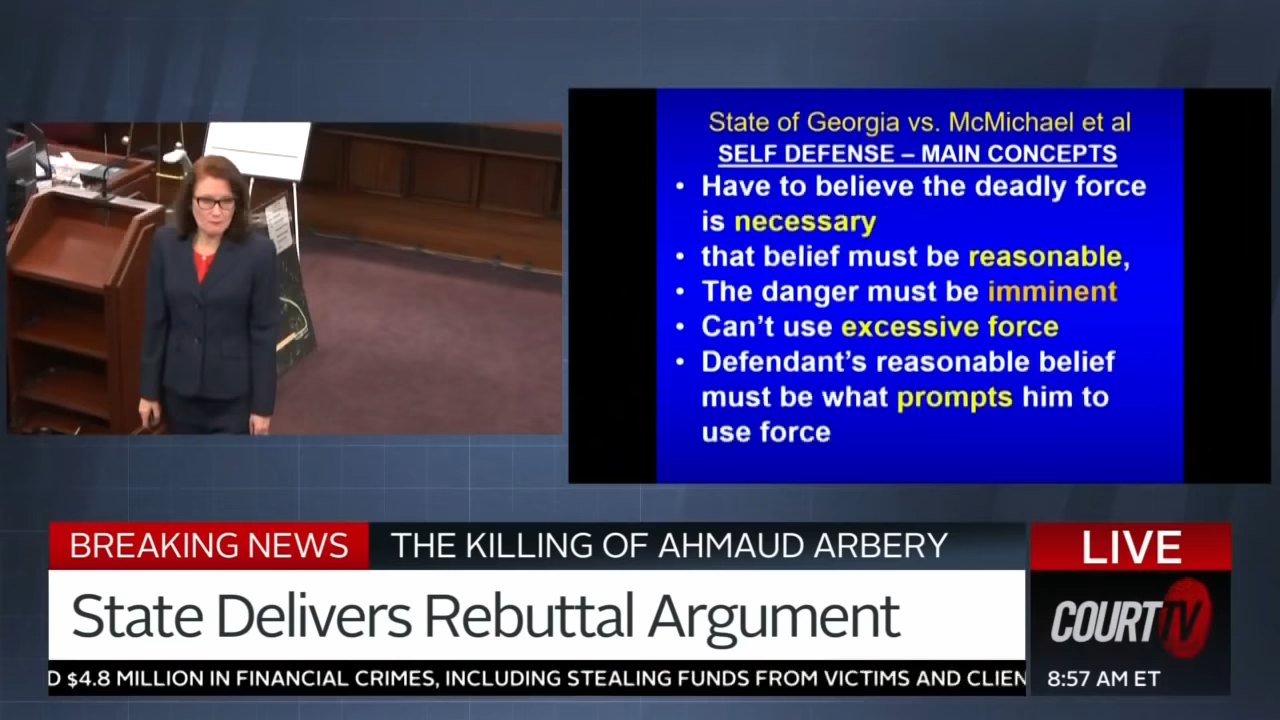 State of Georgia vs. McMichael et al
SELF DEFENSE – MAIN CONCEPTS
• Have to believe the deadly force
is necessary
• that belief must be reasonable,
• The danger must be imminent
• Can't use excessive force
• Defendant's reasonable belief
must be what prompts him to
use force
BREAKING NEWS
THE KILLING OF AHMAUD ARBERY
LIVE
State Delivers Rebuttal Argument
COURT TV
$4.8 MILLION IN FINANCIAL CRIMES, INCLUDING STEALING FUNDS FROM VICTIMS AND
8:57 AM ET